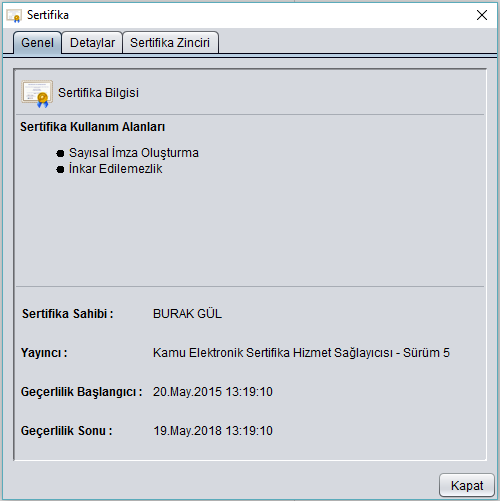 Sertifika
Genel Detaylar Sertifika Zinciri
Sertifika Bilgisi
Sertifika Kullanım Alanları
Sayısal İmza Oluşturma
İnkar Edilemezlik
Sertifika Sahibi : BURAK GÜL
Yayıncı : Kamu Elektronik Sertifika Hizmet Sağlayıcısı - Sürüm 5
Geçerlilik Başlangıcı : 20.May.2015 13:19:10
Geçerlilik Sonu : 19.May.2018 13:19:10
Kapat